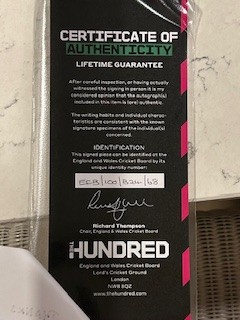 CERTIFICATE OF
AUTHENTICITY
LIFETIME GUARANTEE
After careful inspection, or having actually
witnessed the signing in person it is my
considered opinion that the autograph(s)
included in this item is (are) authentic.
The writing habits and individual charac-
teristics are consistent with the known
signature specimens of the individual(s)
concerned.
IDENTIFICATION
This signed piece can be identified at the
England and Wales Cricket Board by its
unique identity number:
Richard Thompson
Chair, England & Wales Cricket Board
THE
HUNDRED
England and Wales Cricket Board
Lord's Cricket Ground
London
NW8 8QZ
www.thehundred.com